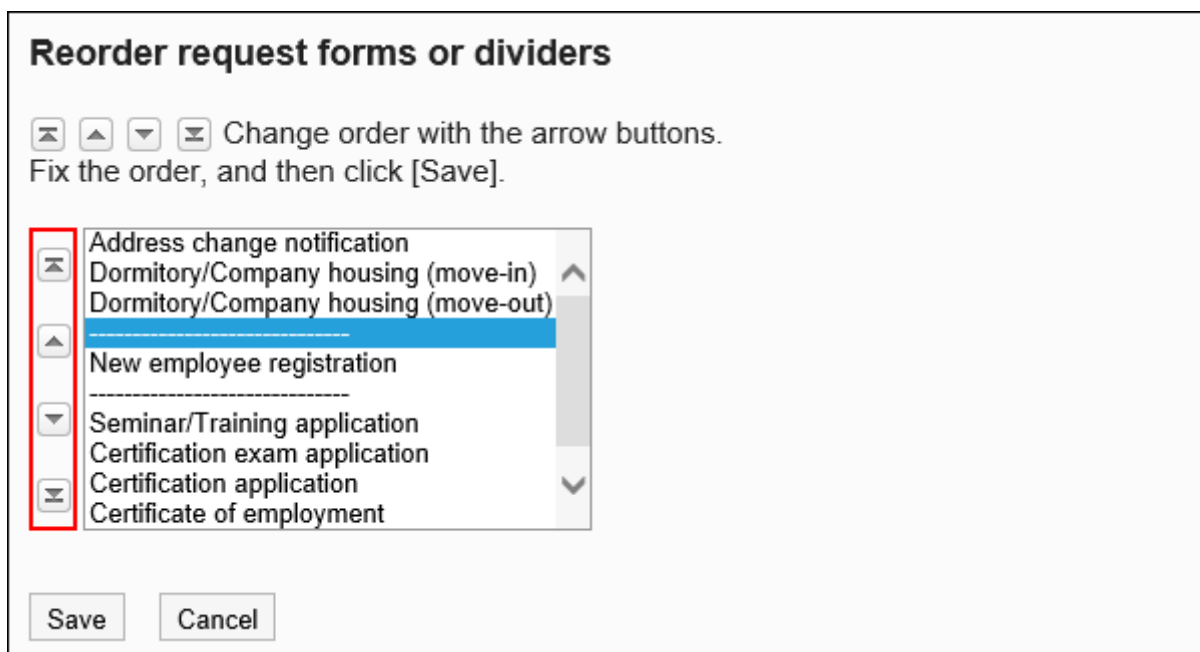 Reorder request forms or dividers
Change order with the arrow buttons.
Fix the order, and then click [Save].
Address change notification
Dormitory/Company housing (move-in)
Dormitory/Company housing (move-out)
------------------------------
New employee registration
------------------------------
Seminar/Training application
Certification exam application
Certification application
Certificate of employment
Save
Cancel